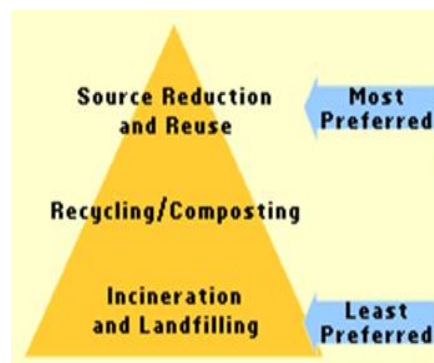 Source Reduction
and Reuse
Most
Preferred
Recycling/Composting
Incineration
and Landfilling
Least
Preferred